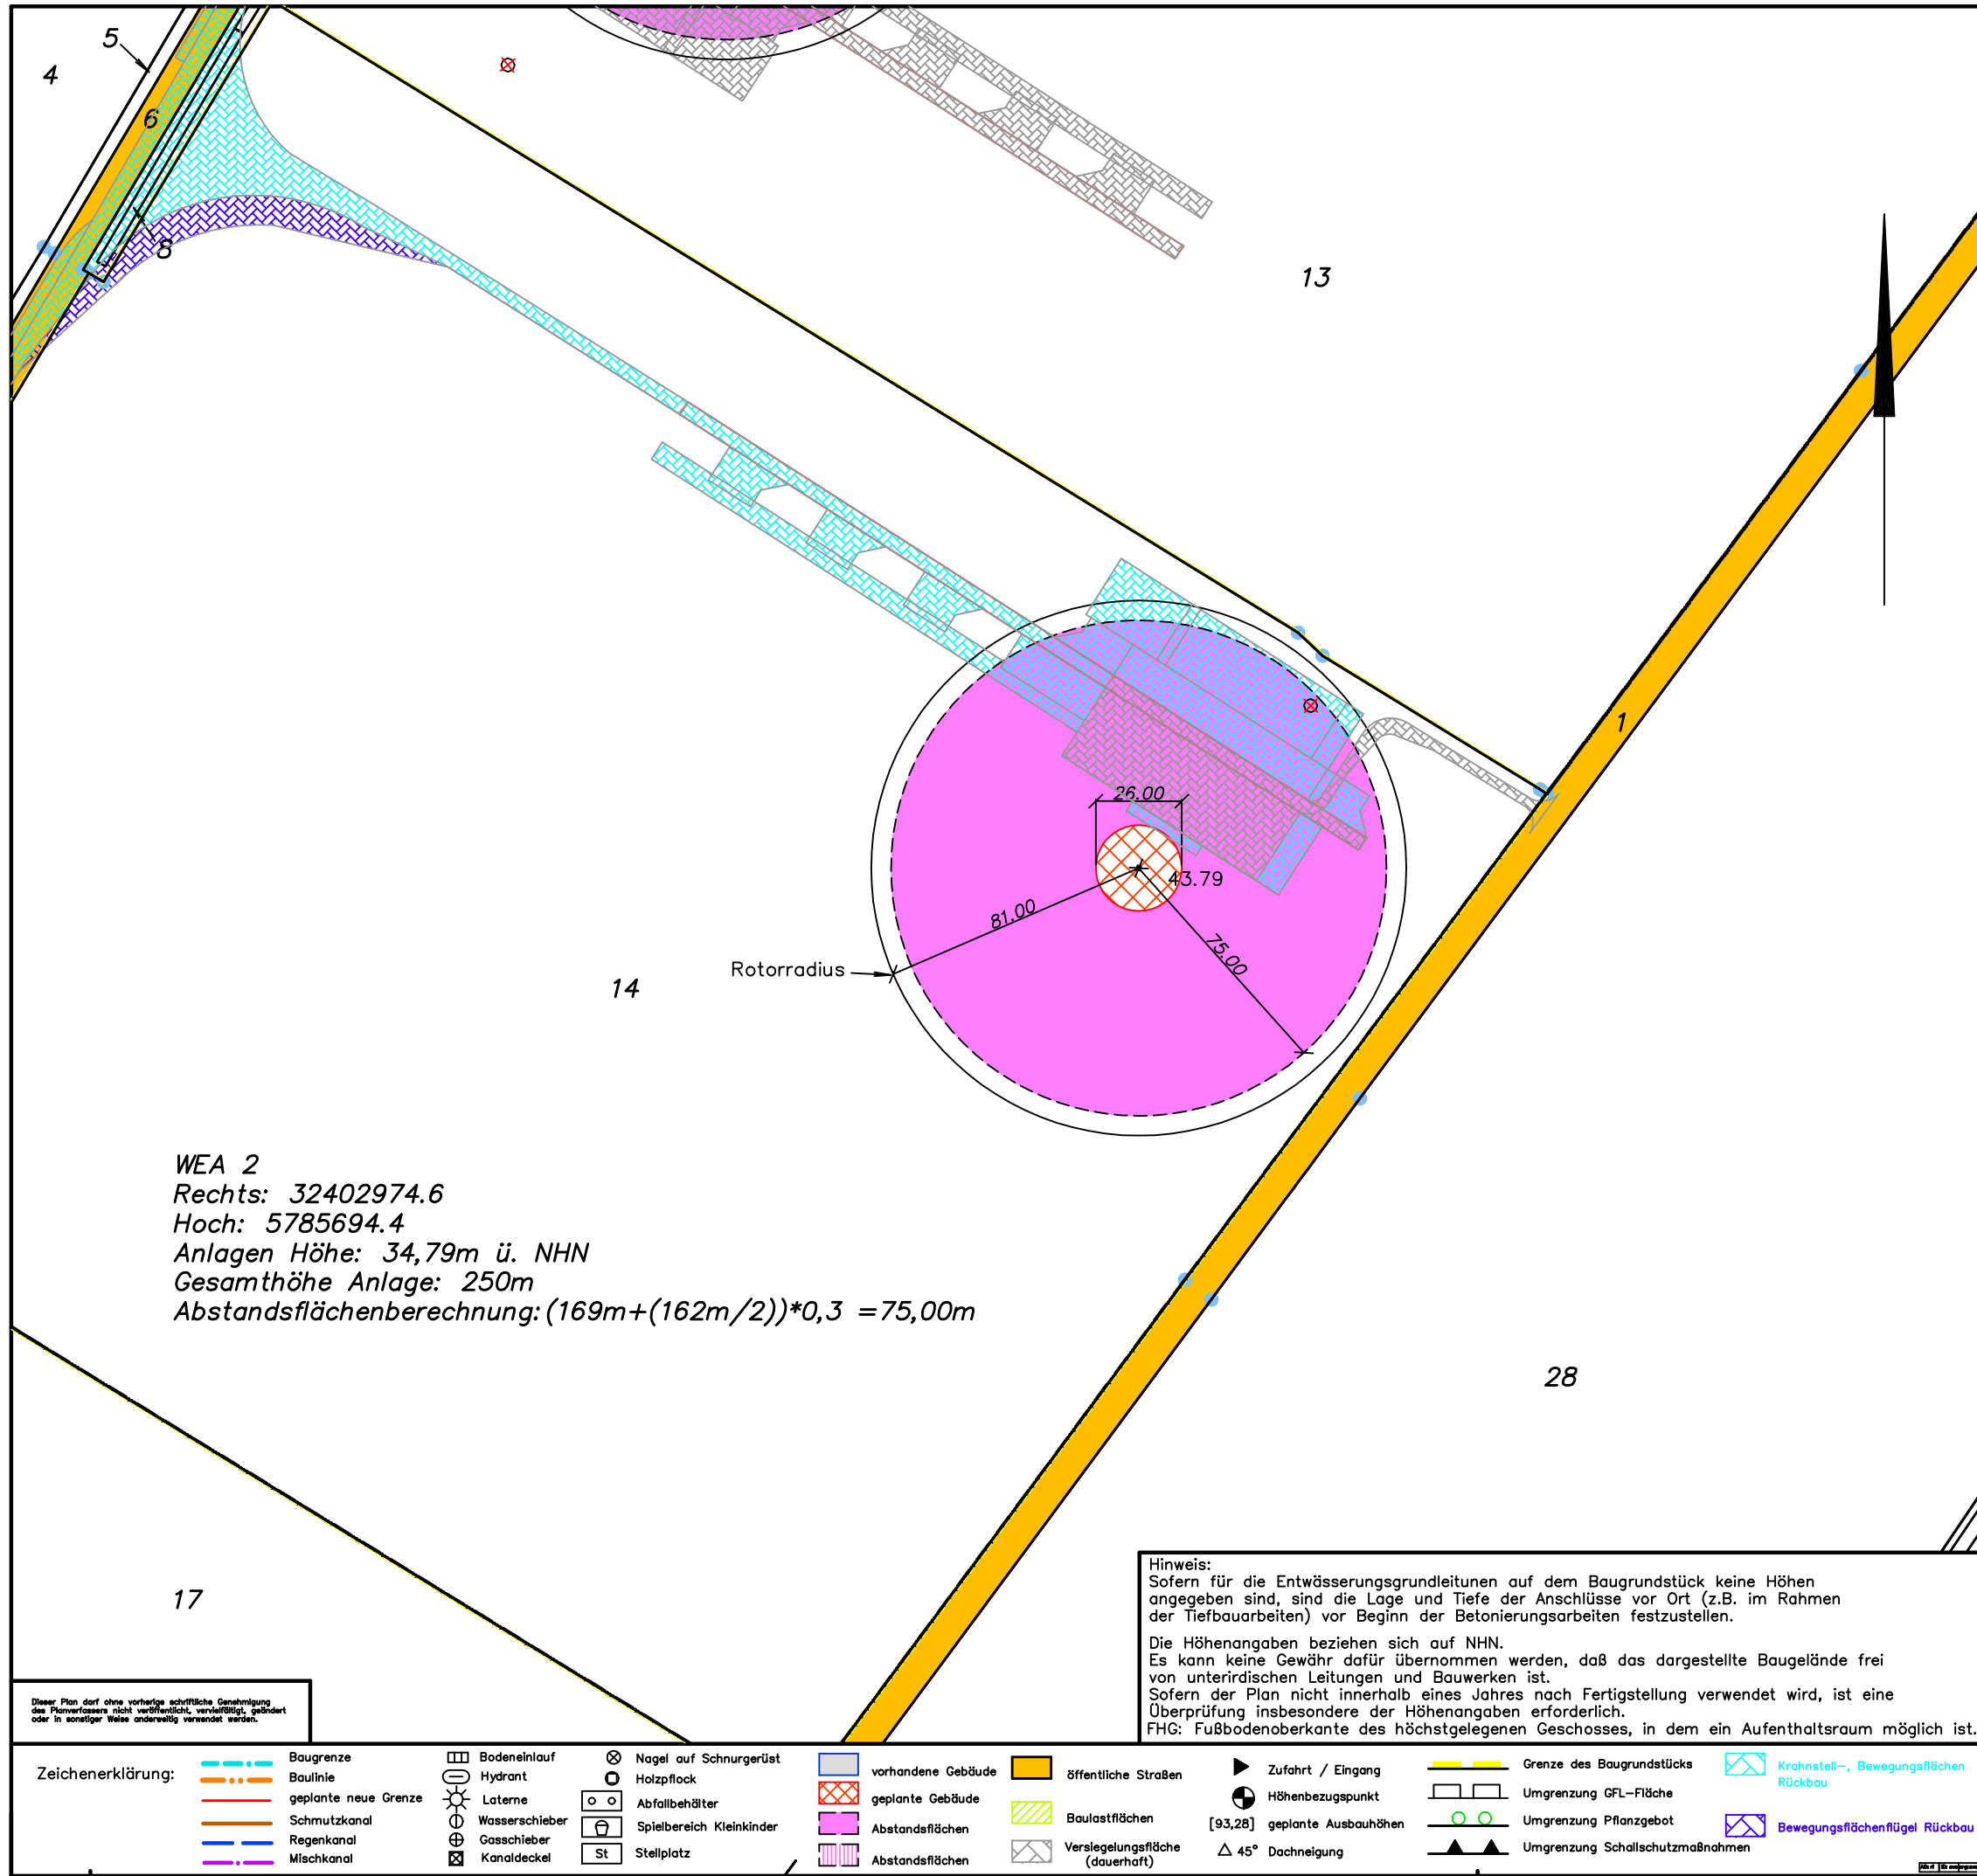 5
4
6
8
13
1
26.00
43.79
81.00
75.00
Rotorradius
14
WEA 2
Rechts: 32402974.6
Hoch: 5785694.4
Anlagen Höhe: 34,79m ü. NHN
Gesamthöhe Anlage: 250m
Abstandsflächenberechnung: (169m+(162m/2))*0,3 =75,00m
28
17
Hinweis:
Sofern für die Entwässerungsgrundleitunen auf dem Baugrundstück keine Höhen
angegeben sind, sind die Lage und Tiefe der Anschlüsse vor Ort (z.B. im Rahmen
der Tiefbauarbeiten) vor Beginn der Betonierungsarbeiten festzustellen.
Die Höhenangaben beziehen sich auf NHN.
Es kann keine Gewähr dafür übernommen werden, daß das dargestellte Baugelände frei
von unterirdischen Leitungen und Bauwerken ist.
Sofern der Plan nicht innerhalb eines Jahres nach Fertigstellung verwendet wird, ist eine
Überprüfung insbesondere der Höhenangaben erforderlich.
FHG: Fußbodenoberkante des höchstgelegenen Geschosses, in dem ein Aufenthaltsraum möglich ist.
Dieser Plan darf ohne vorherige schriftliche Genehmigung
des Planverfassers nicht veröffentlicht, vervielfältigt, geändert
oder in sonstiger Weise anderweitig verwendet werden.
Zeichenerklärung:
Baugrenze
Baulinie
geplante neue Grenze
Schmutzkanal
Regenkanal
Mischkanal
Bodeneinlauf
Hydrant
Laterne
Wasserschieber
Gasschieber
Kanaldeckel
Nagel auf Schnurgerüst
Holzpflock
Abfallbehälter
Spielbereich Kleinkinder
St Stellplatz
vorhandene Gebäude
geplante Gebäude
Abstandsflächen
Abstandsflächen
öffentliche Straßen
Baulastflächen
Versiegelungsfläche
(dauerhaft)
Zufahrt / Eingang
Höhenbezugspunkt
[93,28] geplante Ausbauhöhen
45° Dachneigung
Grenze des Baugrundstücks
Umgrenzung GFL-Fläche
Umgrenzung Pflanzgebot
Umgrenzung Schallschutzmaßnahmen
Krahnstell-, Bewegungsflächen
Rückbau
Bewegungsflächenflügel Rückbau